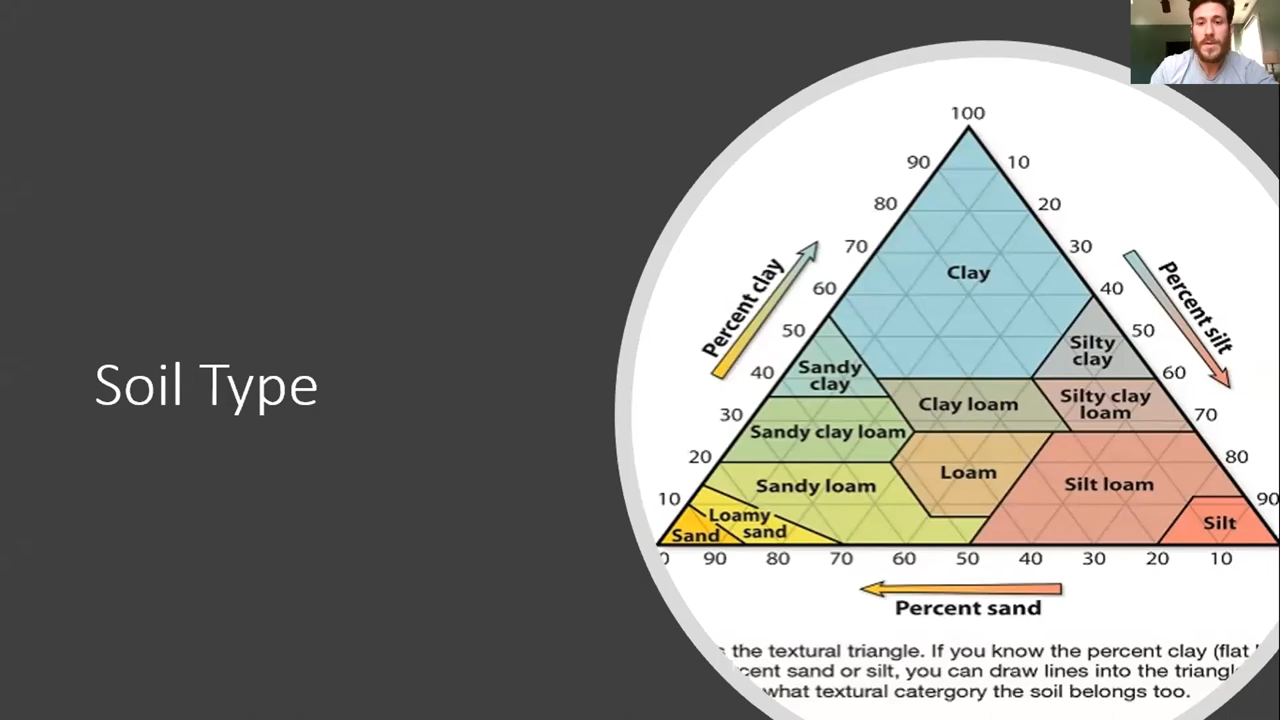 Soil Type
100
90
10
80
20
70
30
60
40
50
50
40
60
30
70
20
80
10
90
Percent clay
Percent silt
Clay
Silty
clay
Sandy
clay
Clay loam
Silty clay
loam
Sandy clay loam
Loam
Sandy loam
Silt loam
Loamy
sand
Sand
Silt
90
80
70
60
50
40
30
20
10
Percent sand
the textural triangle. If you know the percent clay (flat
sand or silt, you can draw lines into the
what textural catergory the soil belongs too.